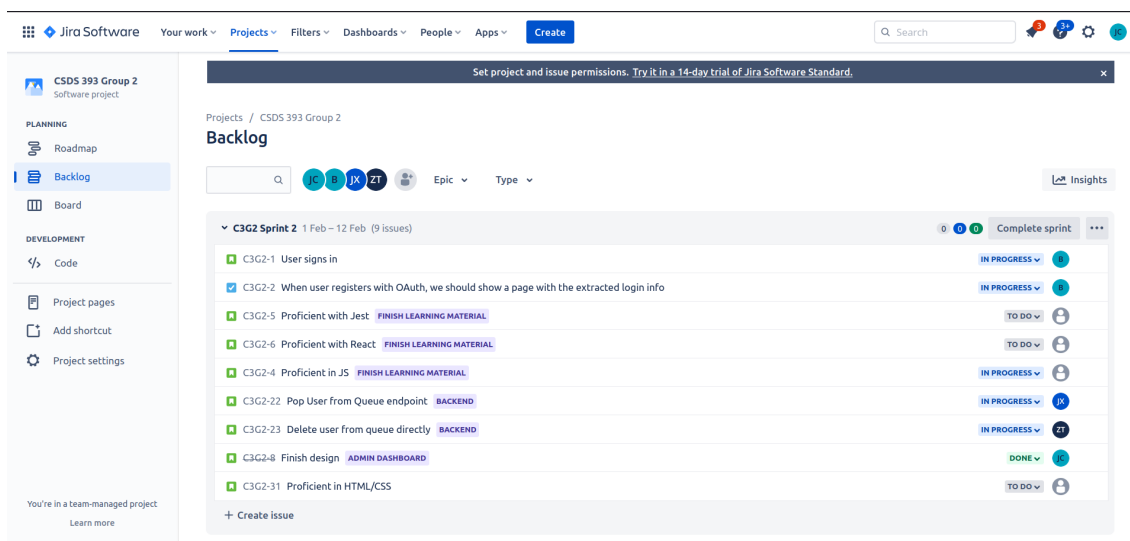 Jira Software Your work Projects Filters Dashboards People Apps Create Search 3 3+ JC
CSDS 393 Group 2
Software project
PLANNING
Roadmap
Backlog
Board
DEVELOPMENT
Code
Project pages
Add shortcut
Project settings
You're in a team-managed project
Learn more
Set project and issue permissions. Try it in a 14-day trial of Jira Software Standard. ×
Projects / CSDS 393 Group 2
Backlog
JC B JX ZT Epic Type Insights
C3G2 Sprint 2 1 Feb – 12 Feb (9 issues) 0 0 0 Complete sprint
C3G2-1 User signs in IN PROGRESS B
C3G2-2 When user registers with OAuth, we should show a page with the extracted login info IN PROGRESS B
C3G2-5 Proficient with Jest FINISH LEARNING MATERIAL TO DO
C3G2-6 Proficient with React FINISH LEARNING MATERIAL TO DO
C3G2-4 Proficient in JS FINISH LEARNING MATERIAL IN PROGRESS
C3G2-22 Pop User from Queue endpoint BACKEND IN PROGRESS JX
C3G2-23 Delete user from queue directly BACKEND IN PROGRESS ZT
C3G2-8 Finish design ADMIN DASHBOARD DONE JC
C3G2-31 Proficient in HTML/CSS TO DO
+ Create issue